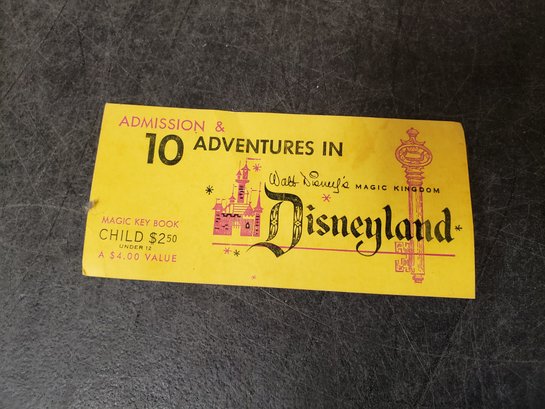 ADMISSION &
10 ADVENTURES IN
Walt Disney's MAGIC KINGDOM
Disneyland
MAGIC KEY BOOK
CHILD $2.50
UNDER 12
A $4.00 VALUE